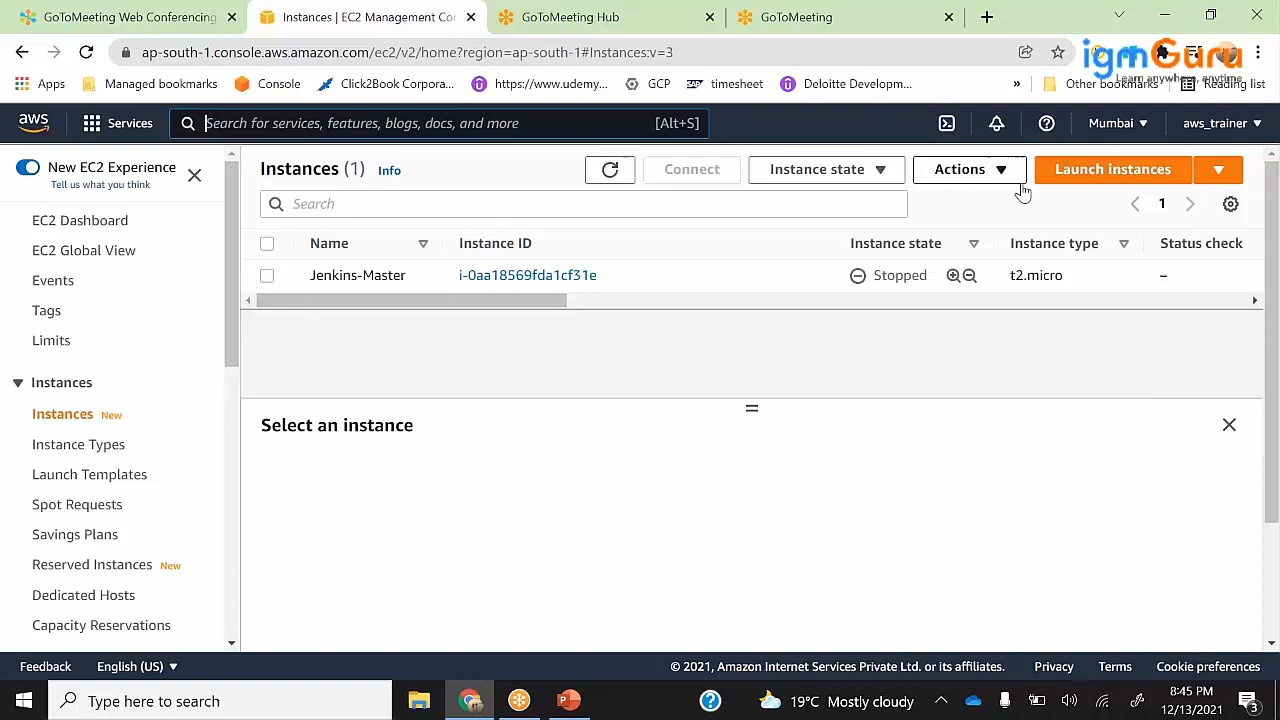 GoToMeeting Web Conferencing
Instances | EC2 Management Co
GoToMeeting Hub
GoToMeeting
ap-south-1.console.aws.amazon.com/ec2/v2/home?region=ap-south-1#Instances:v=3
igmGuru
Learn anywhere, anytime
Apps
Managed bookmarks
Console
Click2Book Corpora...
https://www.udemy...
GCP
timesheet
Deloitte Development...
»
Other bookmarks
Reading list
aws
Services
Search for services, features, blogs, docs, and more
[Alt+S]
Mumbai
aws_trainer
New EC2 Experience
Tell us what you think
EC2 Dashboard
EC2 Global View
Events
Tags
Limits
Instances
Instances New
Instance Types
Launch Templates
Spot Requests
Savings Plans
Reserved Instances New
Dedicated Hosts
Capacity Reservations
Instances (1) Info
Connect
Instance state
Actions
Launch instances
Search
1
Name
Instance ID
Instance state
Instance type
Status check
Jenkins-Master
i-0aa18569fda1cf31e
Stopped
t2.micro
–
Select an instance
Feedback
English (US)
© 2021, Amazon Internet Services Private Ltd. or its affiliates.
Privacy
Terms
Cookie preferences
Type here to search
19°C Mostly cloudy
8:45 PM
12/13/2021
3